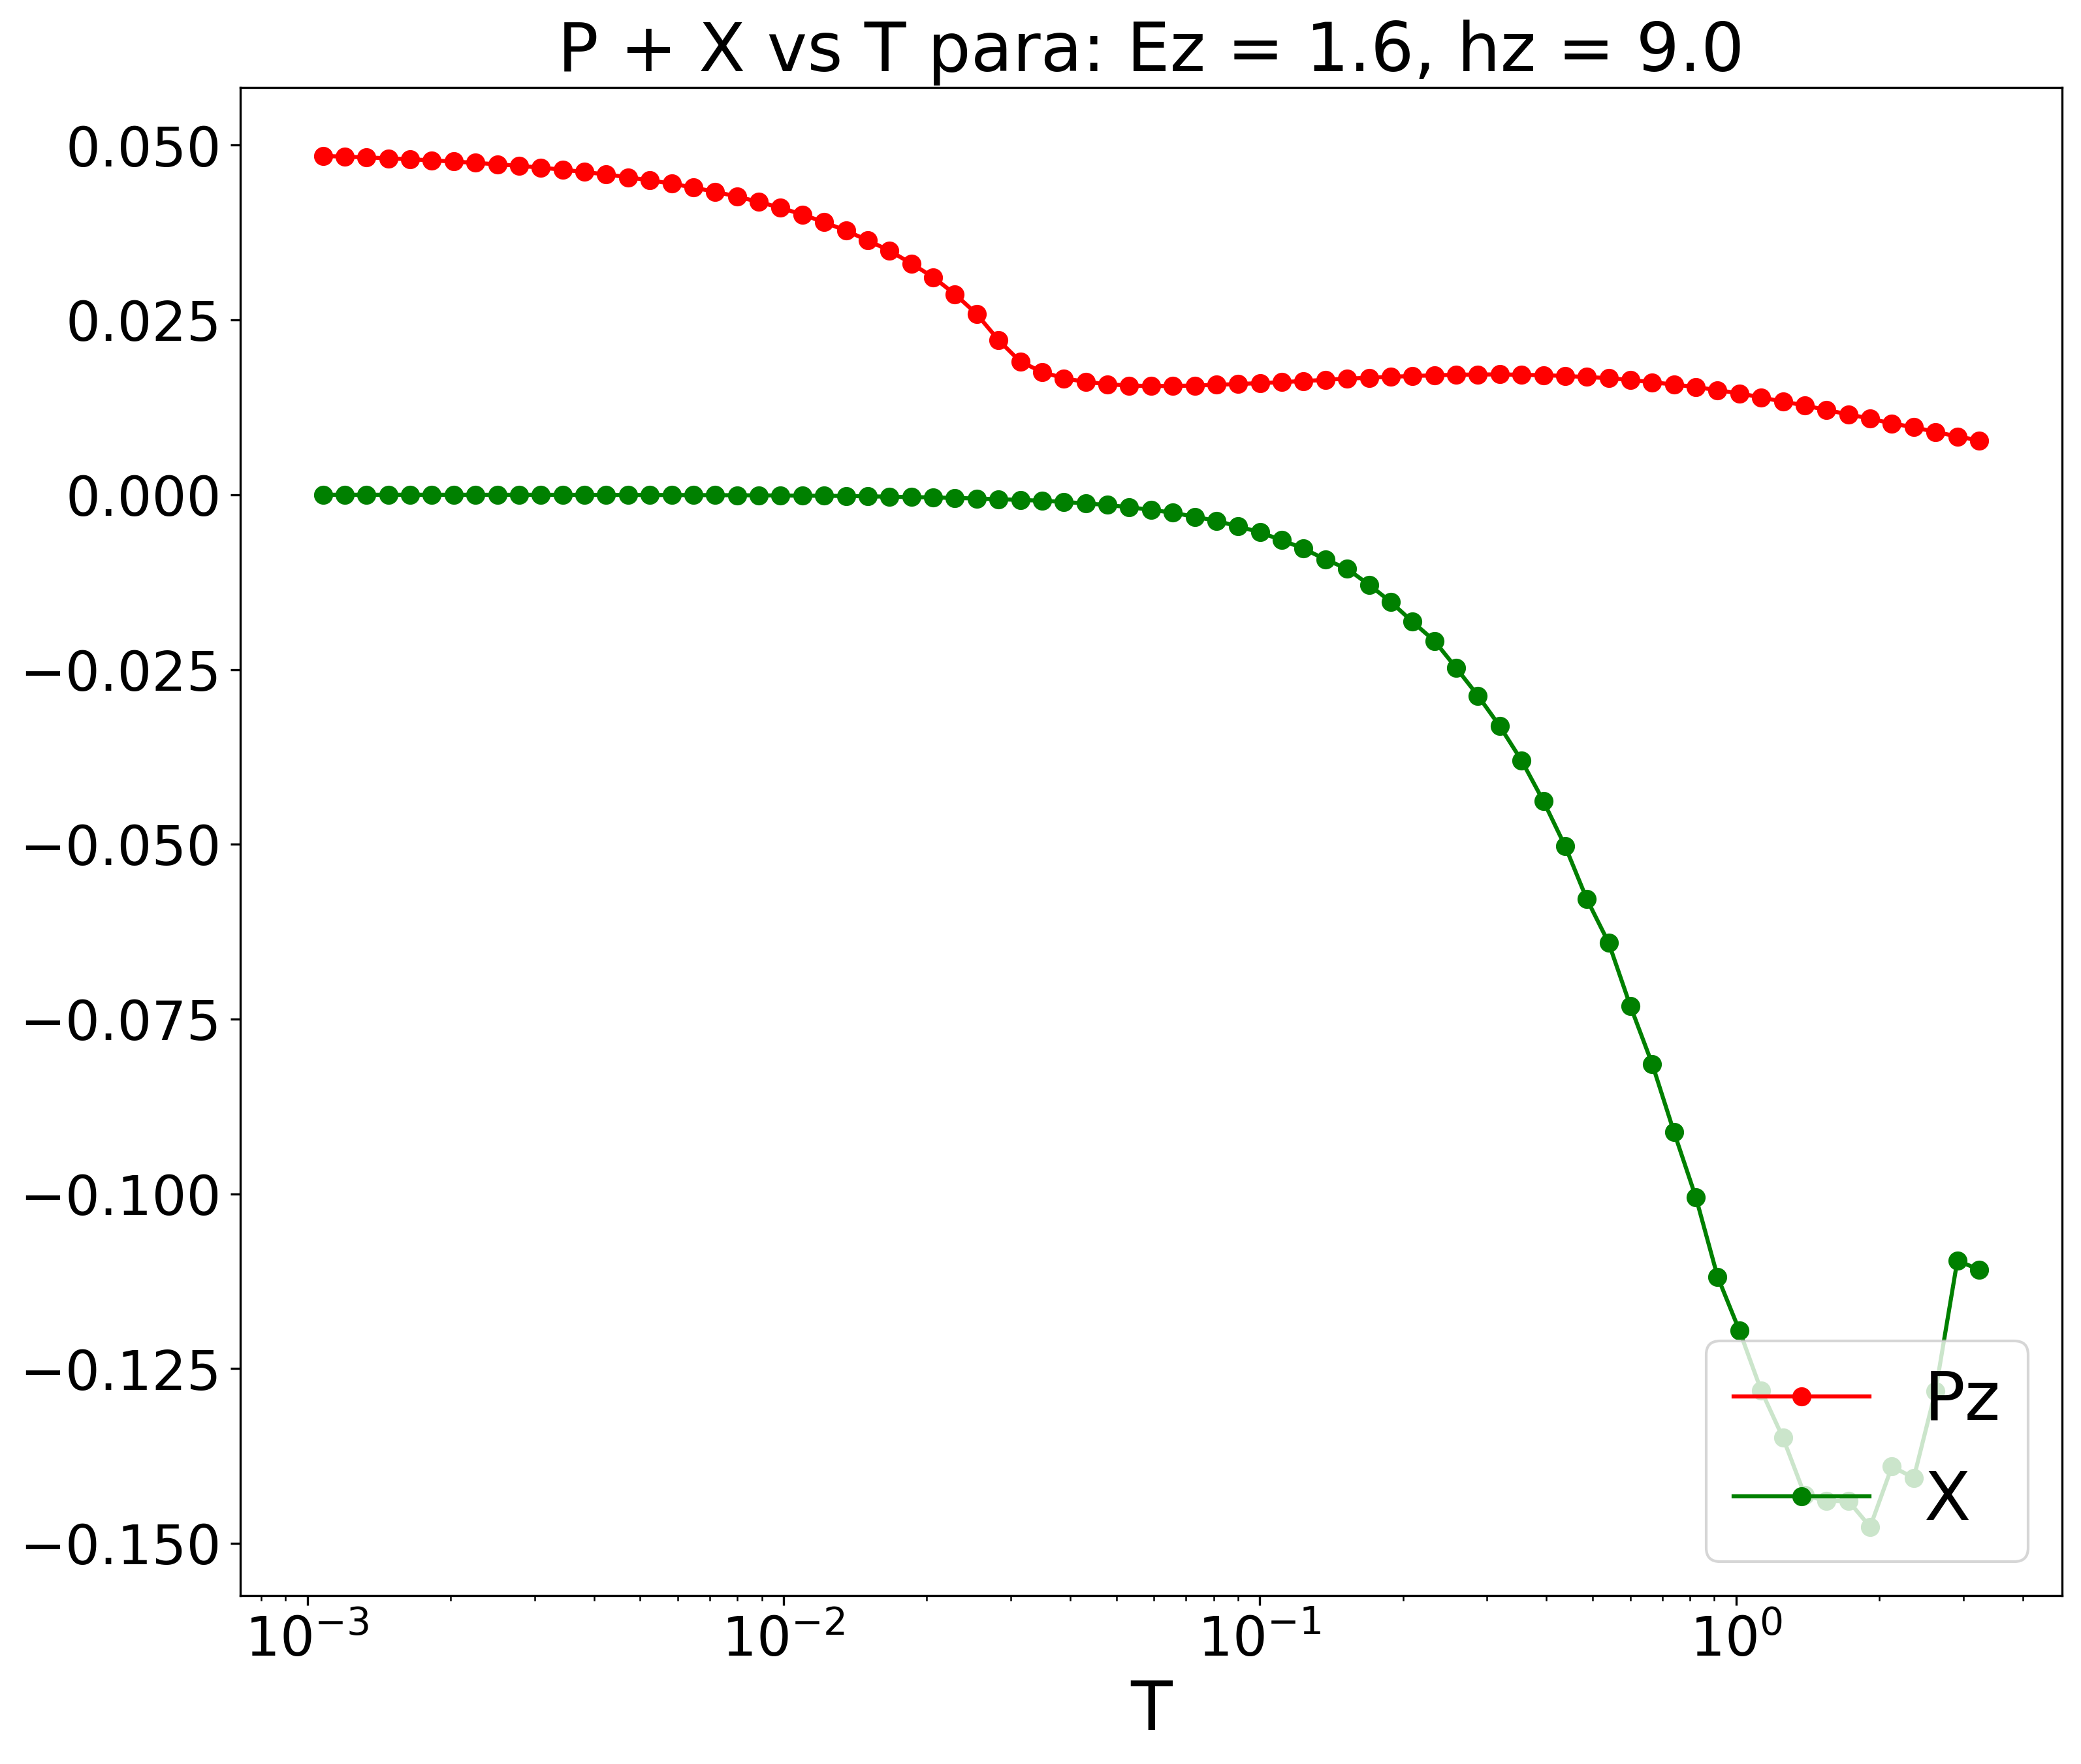 P + X vs T para: Ez = 1.6, hz = 9.0
0.050
0.025
0.000
−0.025
−0.050
−0.075
−0.100
−0.125
−0.150
Pz
X
10⁻³ 10⁻² 10⁻¹ 10⁰
T